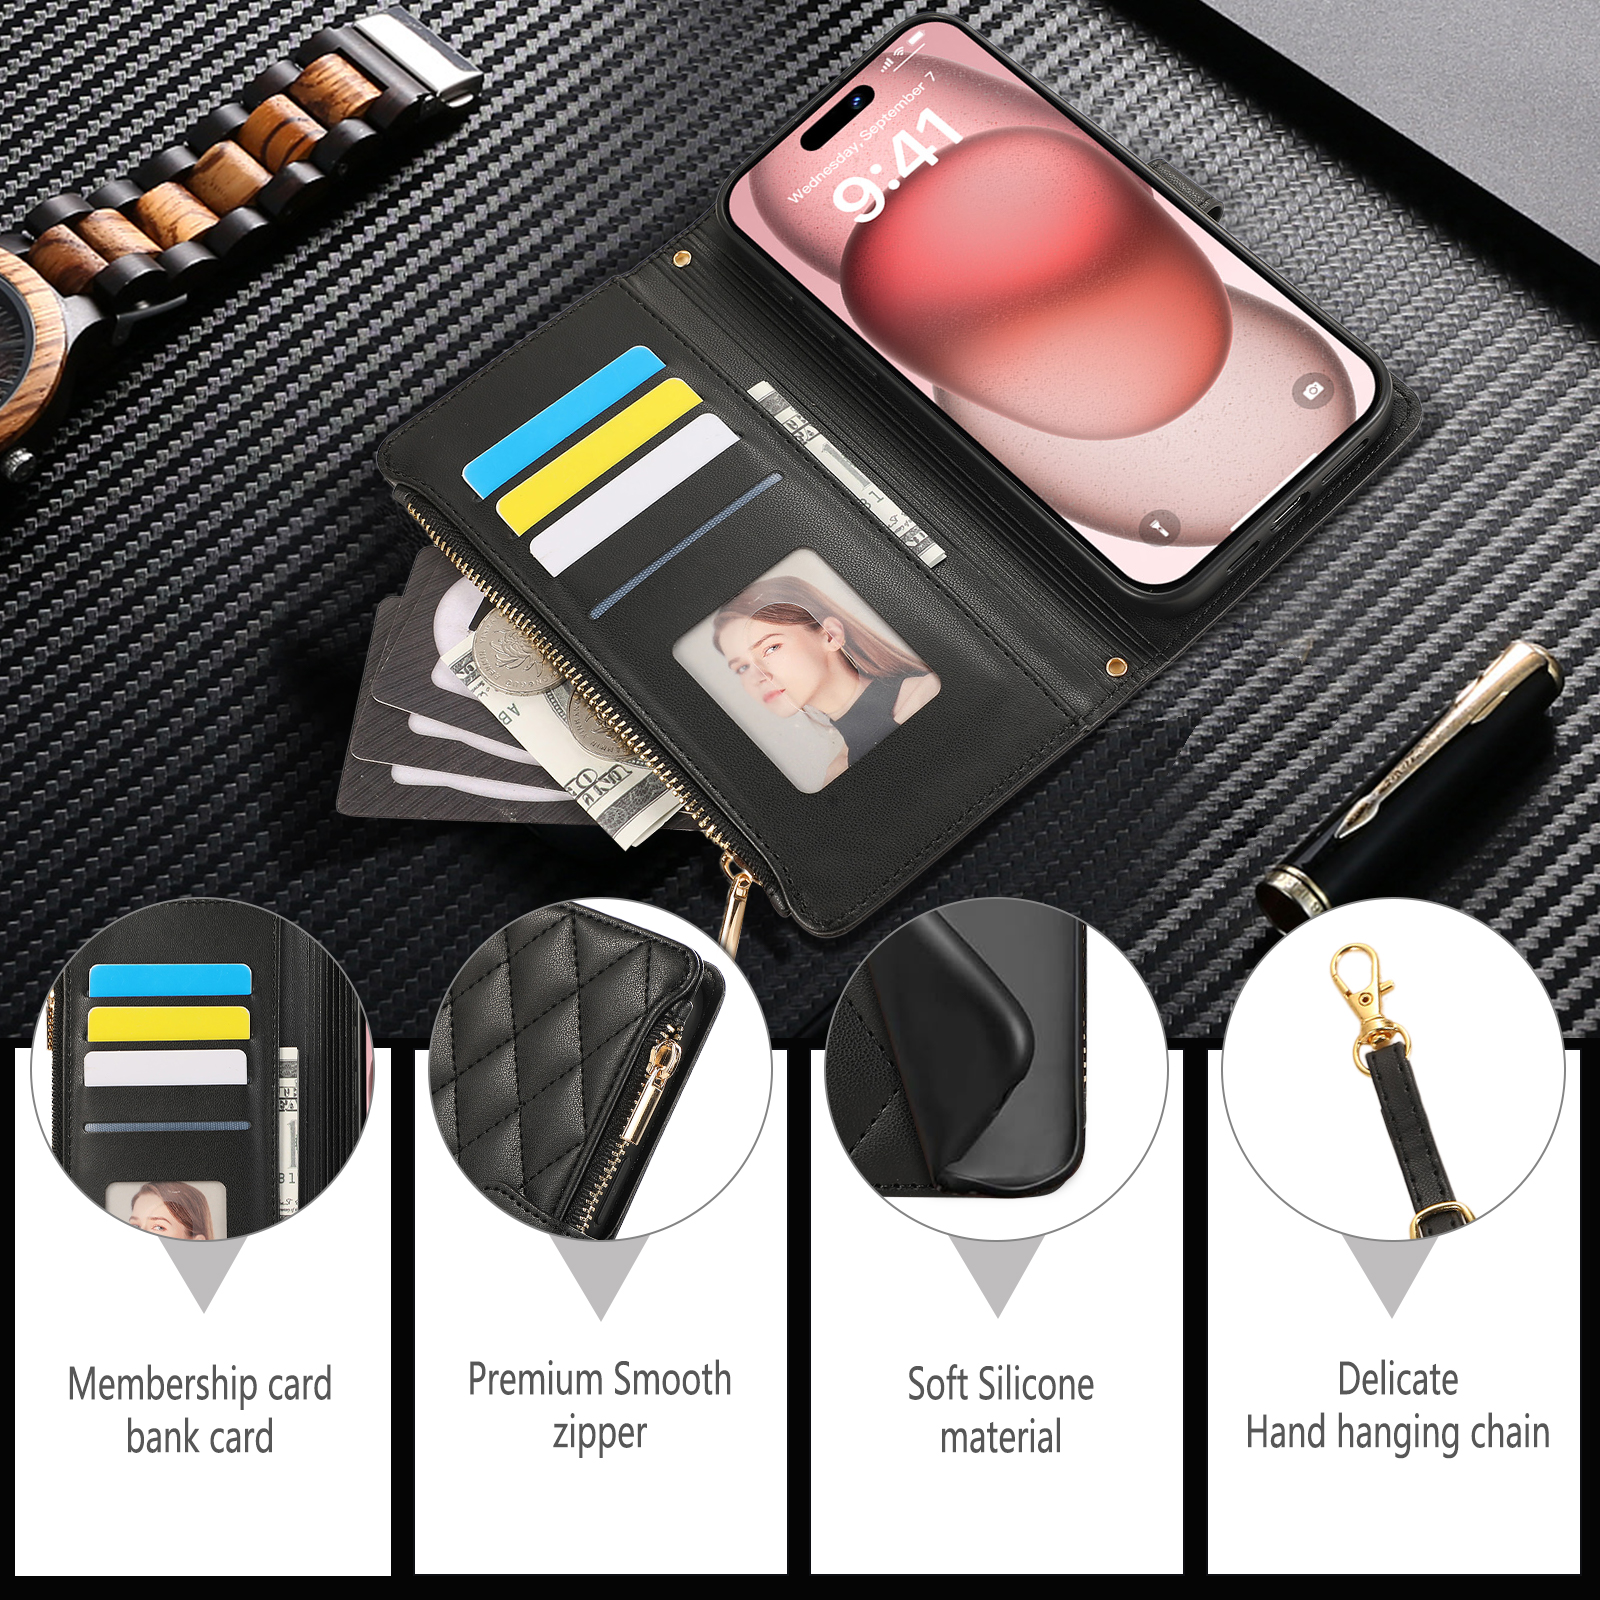 Wednesday, September 7
9:41
Membership card
bank card
Premium Smooth
zipper
Soft Silicone
material
Delicate
Hand hanging chain